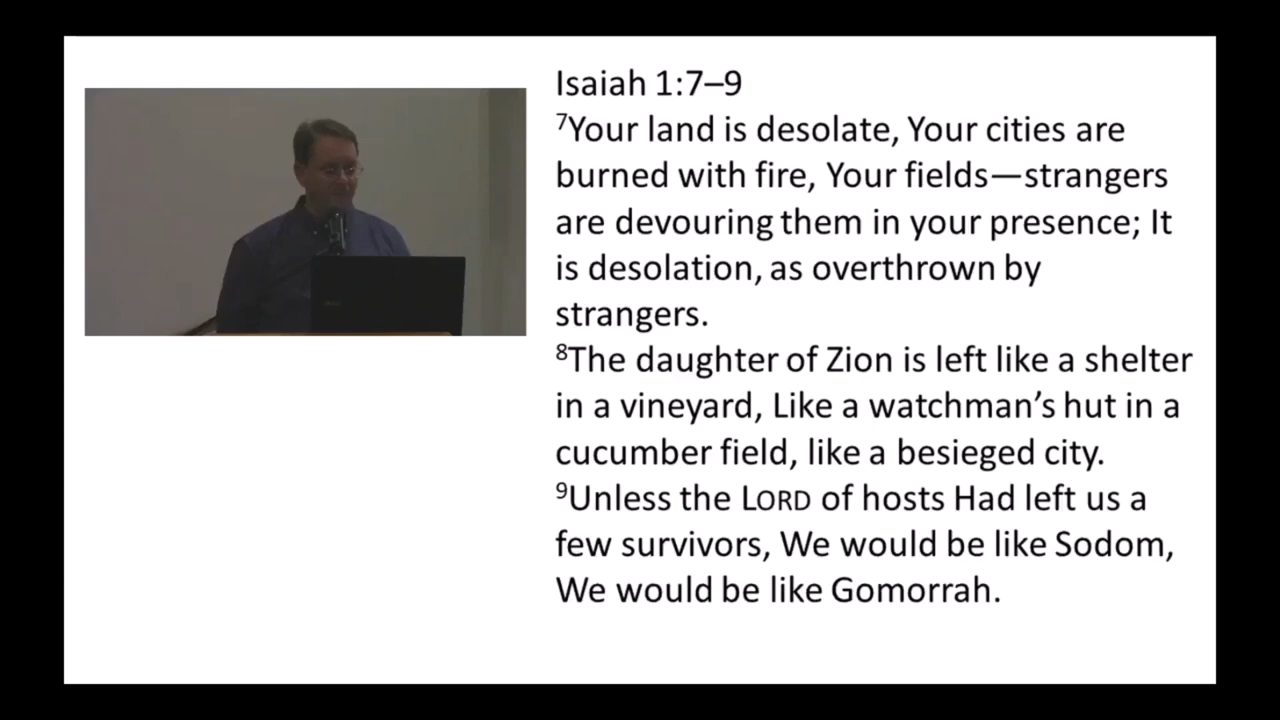 Isaiah 1:7–9
⁷Your land is desolate, Your cities are
burned with fire, Your fields—strangers
are devouring them in your presence; It
is desolation, as overthrown by
strangers.
⁸The daughter of Zion is left like a shelter
in a vineyard, Like a watchman’s hut in a
cucumber field, like a besieged city.
⁹Unless the LORD of hosts Had left us a
few survivors, We would be like Sodom,
We would be like Gomorrah.